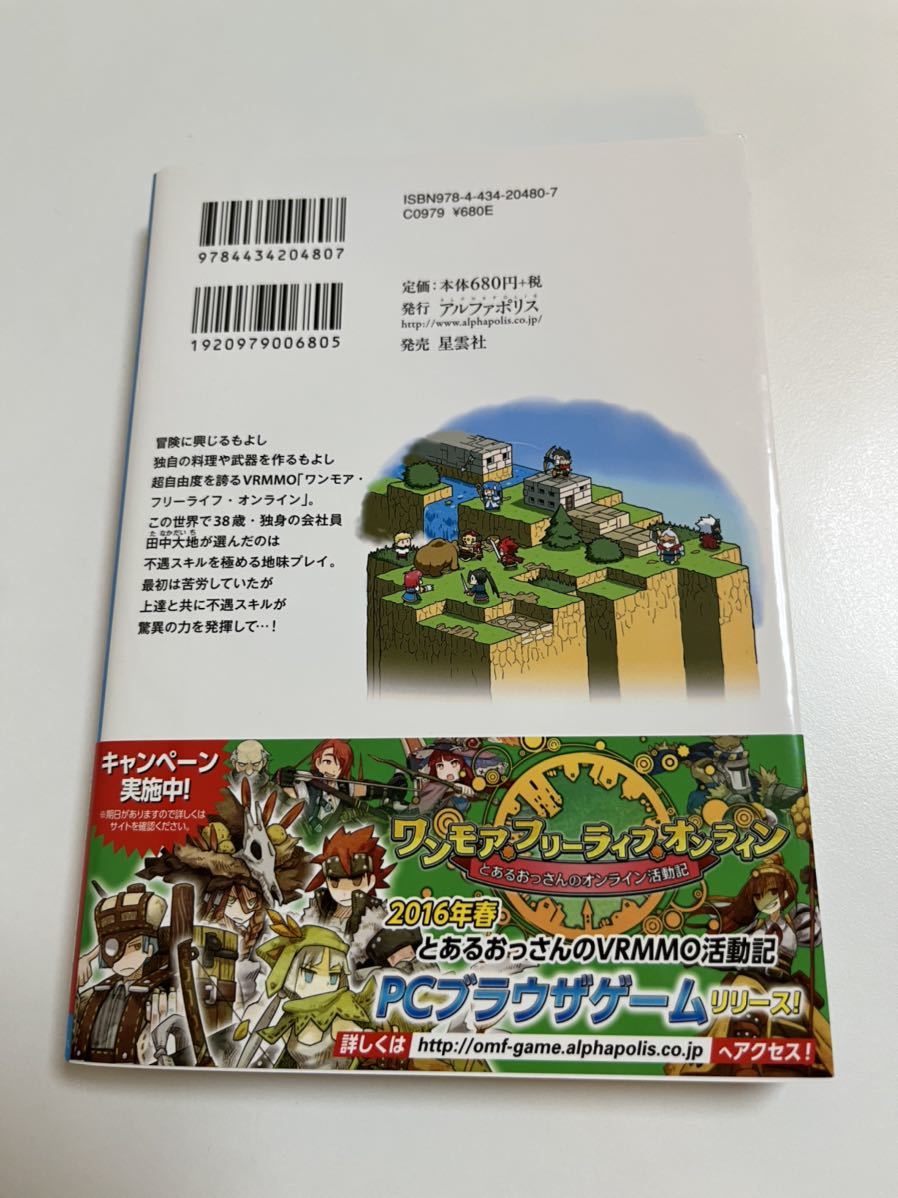 ISBN978-4-434-20480-7
C0979 ¥680E
9784434204807
定価：本体680円+税
発行 アルファポリス
http://www.alphapolis.co.jp/
発売 星雲社
1920979006805
冒険に興じるもよし
独自の料理や武器を作るもよし
超自由度を誇るVRMMO「ワンモア・
フリーライフ・オンライン」。
この世界で38歳・独身の会社員
たなかだいち
田中大地が選んだのは
不遇スキルを極める地味プレイ。
最初は苦労していたが
上達と共に不遇スキルが
驚異の力を発揮して…！
キャンペーン
実施中！
※期日がありますので詳しくは
サイトを確認ください。
ワンモア・フリーライフ・オンライン
とあるおっさんのオンライン活動記
2016年春
とあるおっさんのVRMMO活動記
PCブラウザゲームリリース！
詳しくは http://omf-game.alphapolis.co.jp へアクセス！